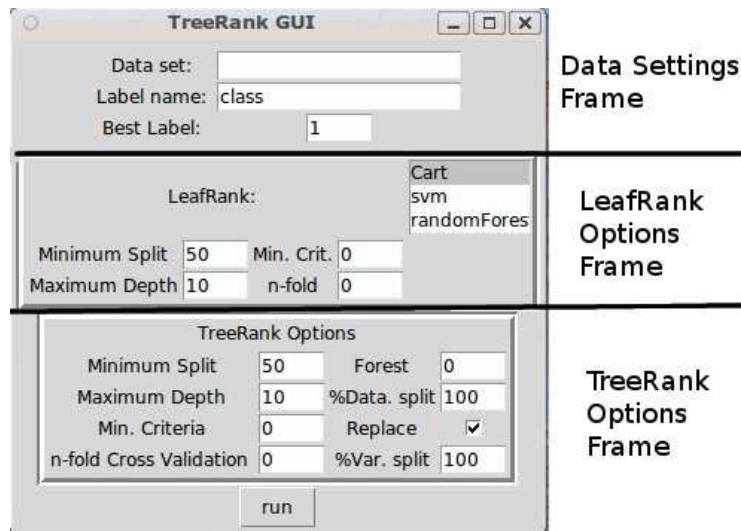 TreeRank GUI
Data set:
Label name: class
Best Label: 1
Data Settings
Frame
LeafRank:
Cart
svm
randomFores
Minimum Split 50 Min. Crit. 0
Maximum Depth 10 n-fold 0
LeafRank
Options
Frame
TreeRank Options
Minimum Split 50 Forest 0
Maximum Depth 10 %Data. split 100
Min. Criteria 0 Replace
n-fold Cross Validation 0 %Var. split 100
run
TreeRank
Options
Frame